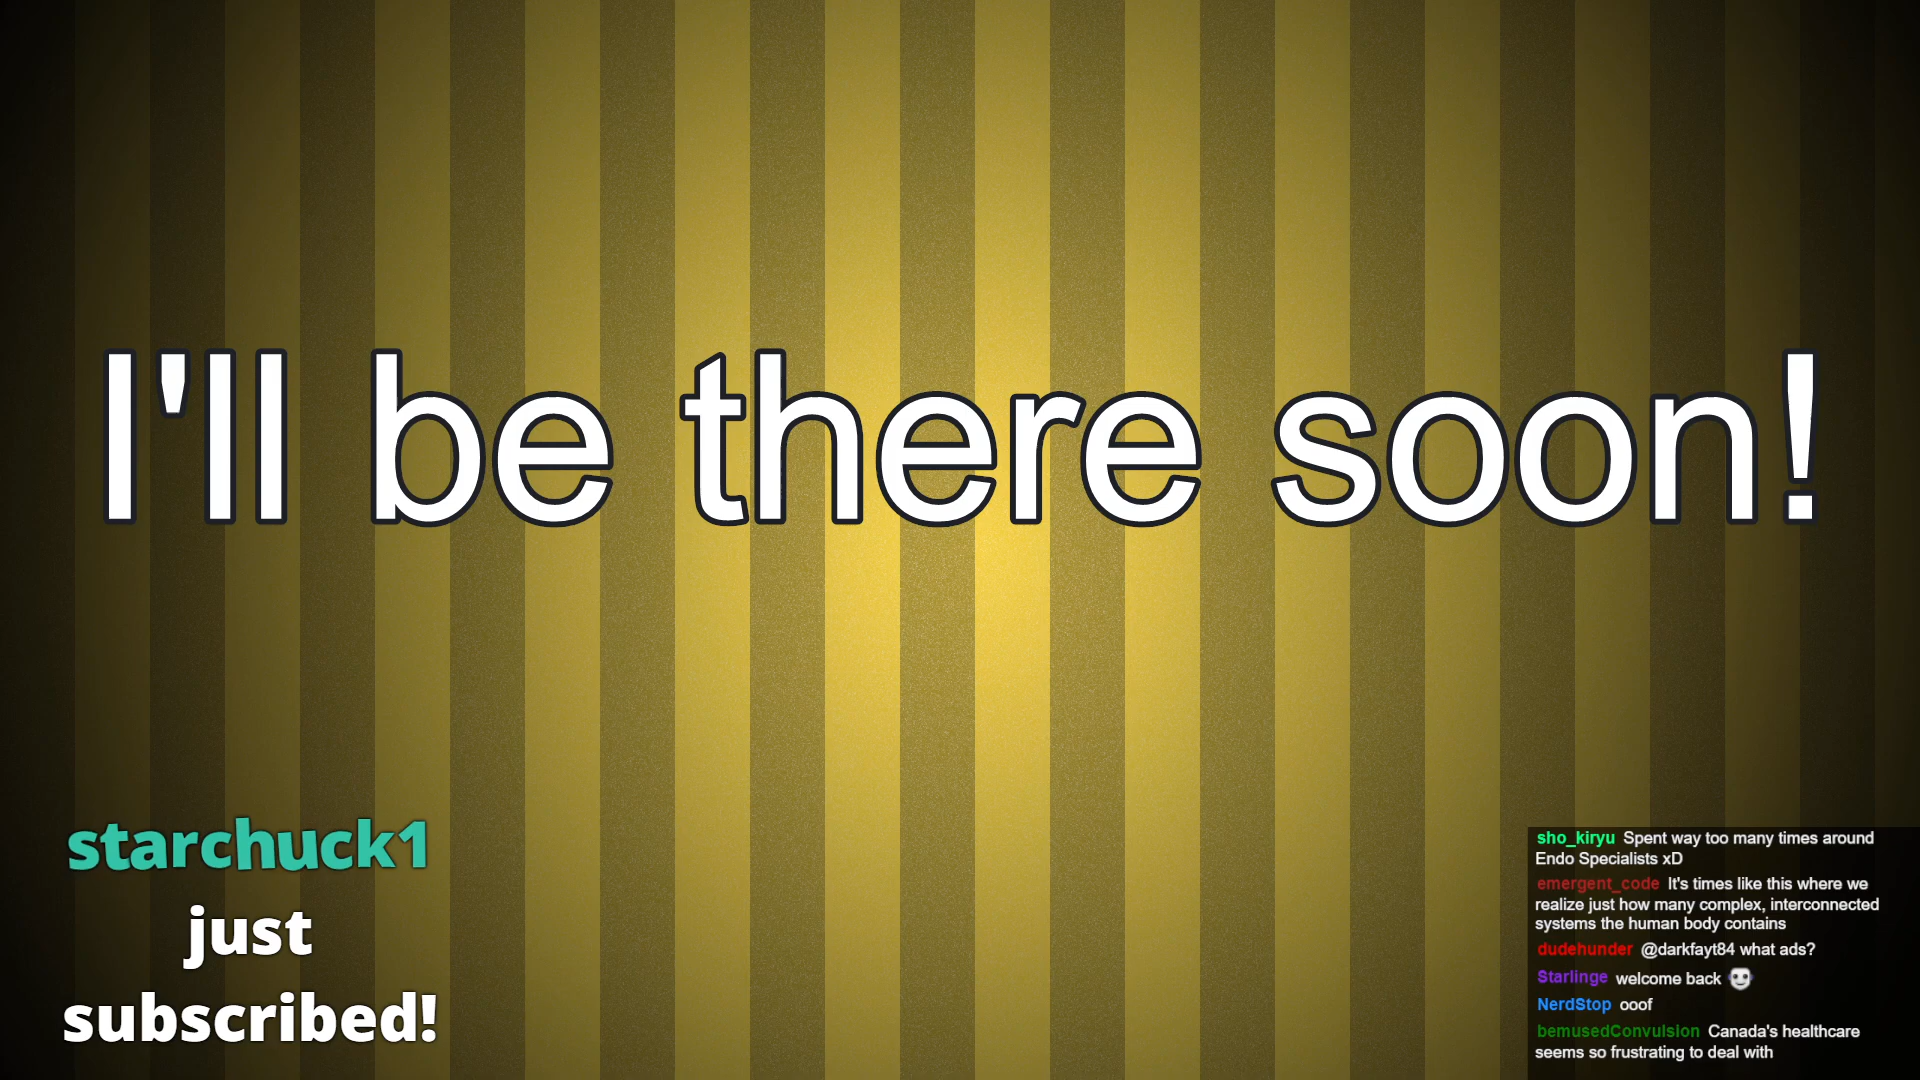 I'll be there soon!
starchuck1
just
subscribed!
sho_kiryu Spent way too many times around
Endo Specialists xD
emergent_code It's times like this where we
realize just how many complex, interconnected
systems the human body contains
dudehunder @darkfayt84 what ads?
Starlinge welcome back
NerdStop ooof
bemusedConvulsion Canada's healthcare
seems so frustrating to deal with